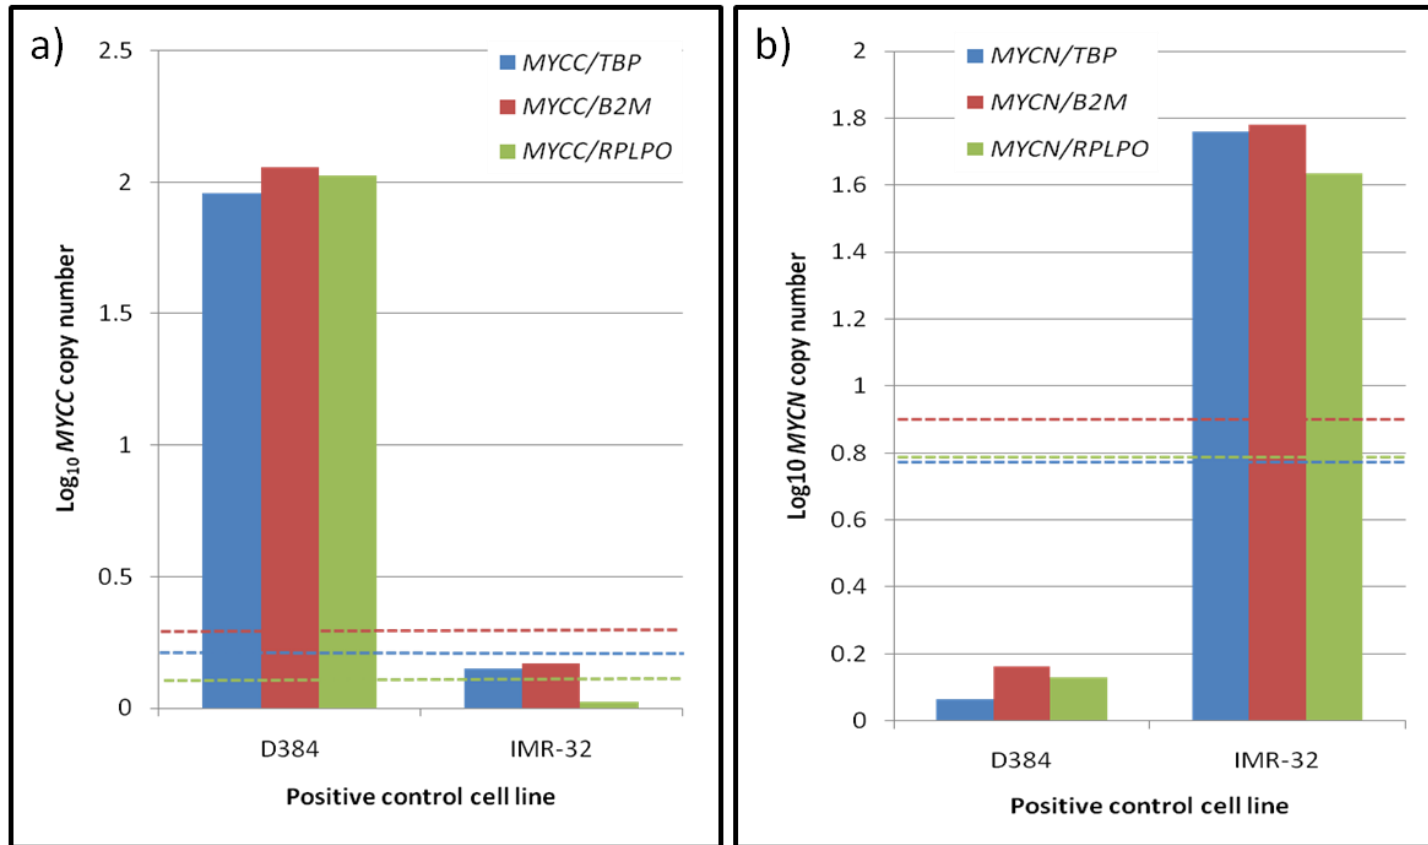 a)
2.5
2
1.5
1
0.5
0
Log10 MYCC copy number
MYCC/TBP
MYCC/B2M
MYCC/RPLPO
D384
IMR-32
Positive control cell line
b)
2
1.8
1.6
1.4
1.2
1
0.8
0.6
0.4
0.2
0
Log10 MYCN copy number
MYCN/TBP
MYCN/B2M
MYCN/RPLPO
D384
IMR-32
Positive control cell line